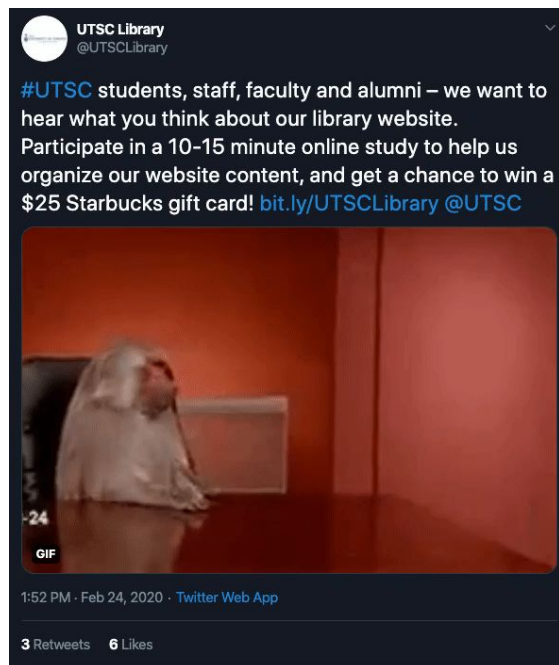 UTSC Library
@UTSCLibrary
#UTSC students, staff, faculty and alumni – we want to
hear what you think about our library website.
Participate in a 10-15 minute online study to help us
organize our website content, and get a chance to win a
$25 Starbucks gift card! bit.ly/UTSCLibrary @UTSC
-24
GIF
1:52 PM · Feb 24, 2020 · Twitter Web App
3 Retweets 6 Likes